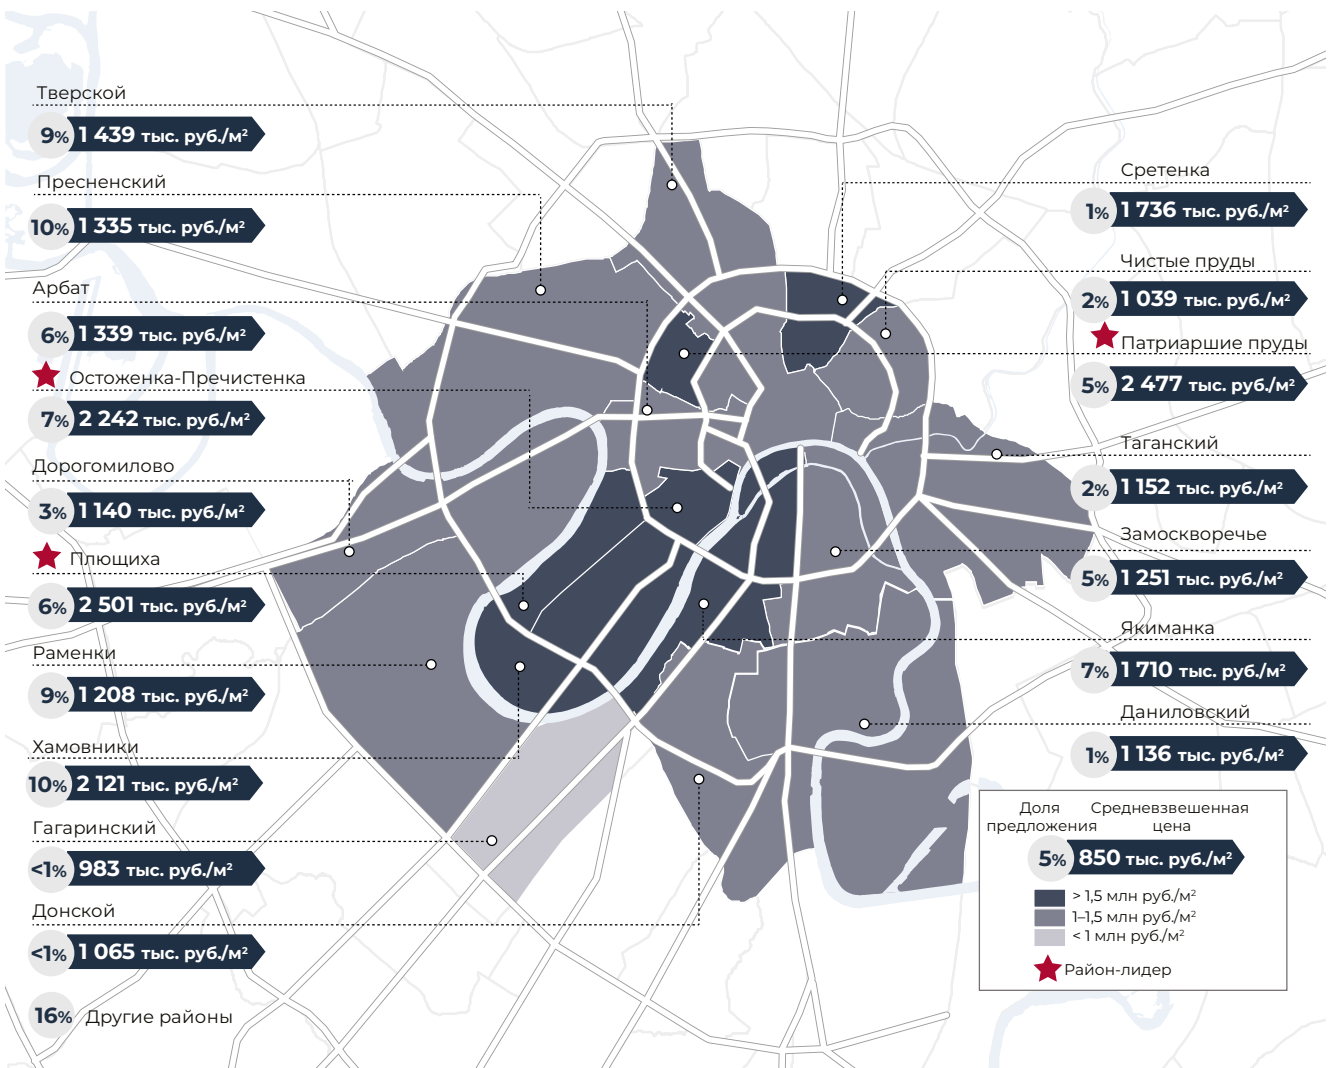 Тверской
9% 1 439 тыс. руб./м²
Пресненский
10% 1 335 тыс. руб./м²
Арбат
6% 1 339 тыс. руб./м²
Остоженка-Пречистенка
7% 2 242 тыс. руб./м²
Дорогомилово
3% 1 140 тыс. руб./м²
Плющиха
6% 2 501 тыс. руб./м²
Раменки
9% 1 208 тыс. руб./м²
Хамовники
10% 2 121 тыс. руб./м²
Гагаринский
<1% 983 тыс. руб./м²
Донской
<1% 1 065 тыс. руб./м²
16% Другие районы
Сретенка
1% 1 736 тыс. руб./м²
Чистые пруды
2% 1 039 тыс. руб./м²
Патриаршие пруды
5% 2 477 тыс. руб./м²
Таганский
2% 1 152 тыс. руб./м²
Замоскворечье
5% 1 251 тыс. руб./м²
Якиманка
7% 1 710 тыс. руб./м²
Даниловский
1% 1 136 тыс. руб./м²
Доля Средневзвешенная
предложения цена
5% 850 тыс. руб./м²
> 1,5 млн руб./м²
1–1,5 млн руб./м²
< 1 млн руб./м²
Район-лидер